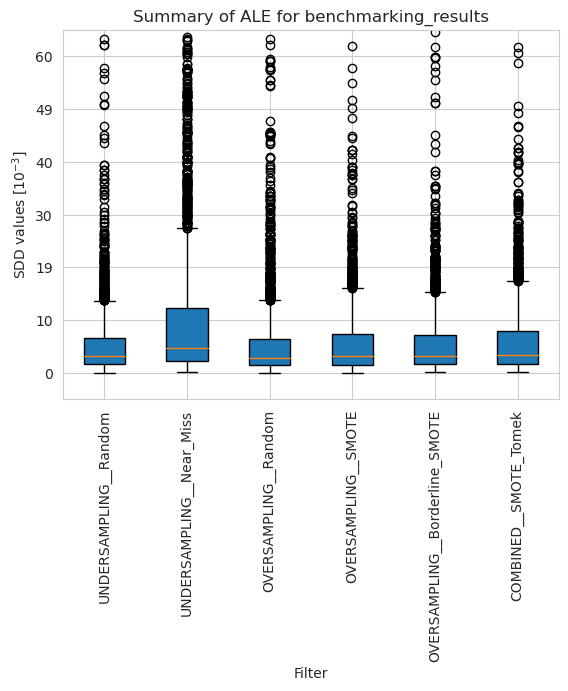 Summary of ALE for benchmarking_results
60
49
40
30
19
10
0
SDD values [10⁻³]
UNDERSAMPLING__Random
UNDERSAMPLING__Near_Miss
OVERSAMPLING__Random
OVERSAMPLING__SMOTE
OVERSAMPLING__Borderline_SMOTE
COMBINED__SMOTE_Tomek
Filter